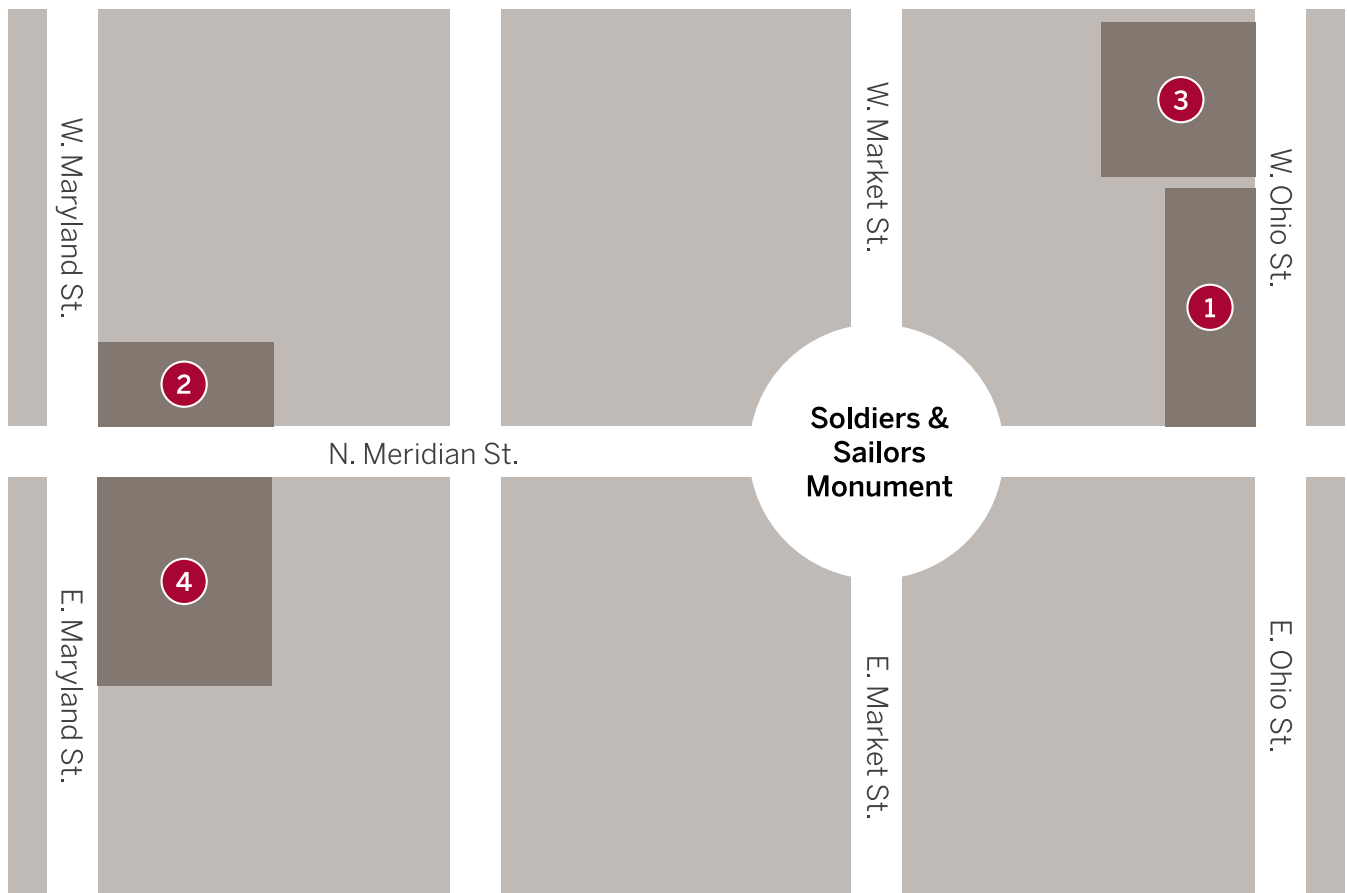 3
W. Market St.
W. Maryland St.
W. Ohio St.
1
2
Soldiers &
Sailors
Monument
N. Meridian St.
4
E. Maryland St.
E. Ohio St.
E. Market St.